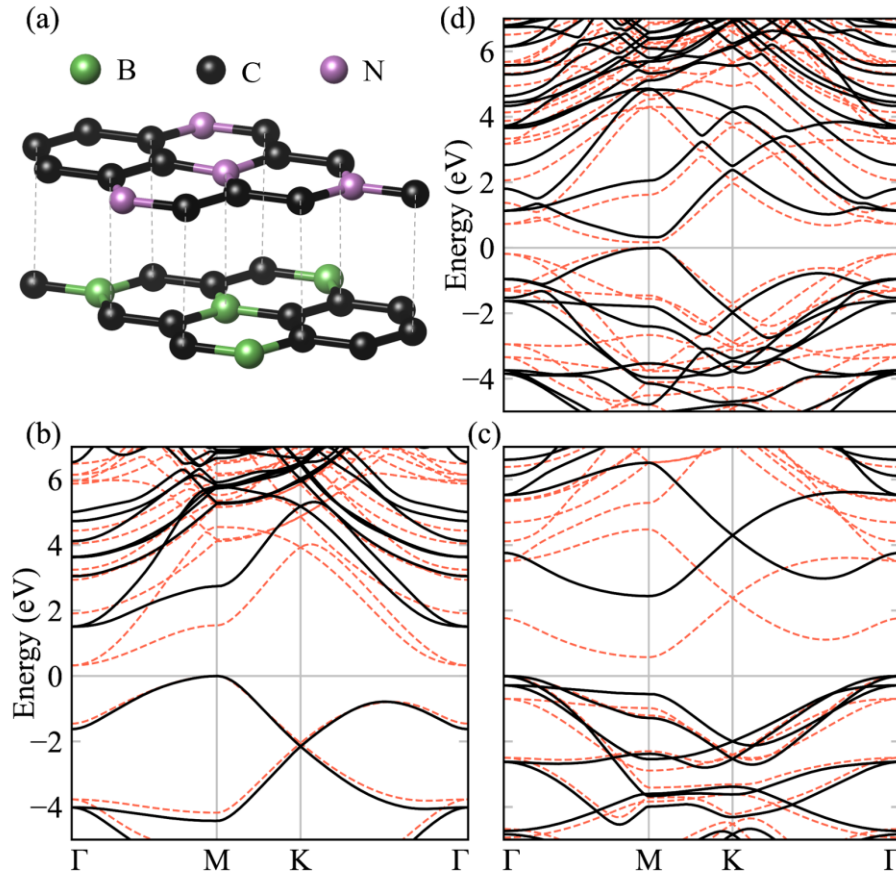 (a)
B C N
(d)
Energy (eV)
6
4
2
0
−2
−4
(b)
Energy (eV)
6
4
2
0
−2
−4
Γ M K Γ
(c)
Γ M K Γ